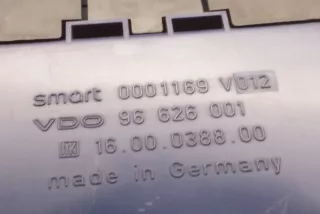 smart 0001169 V012
VDO 96 626 001
K 16.00.0388.00
made in Germany